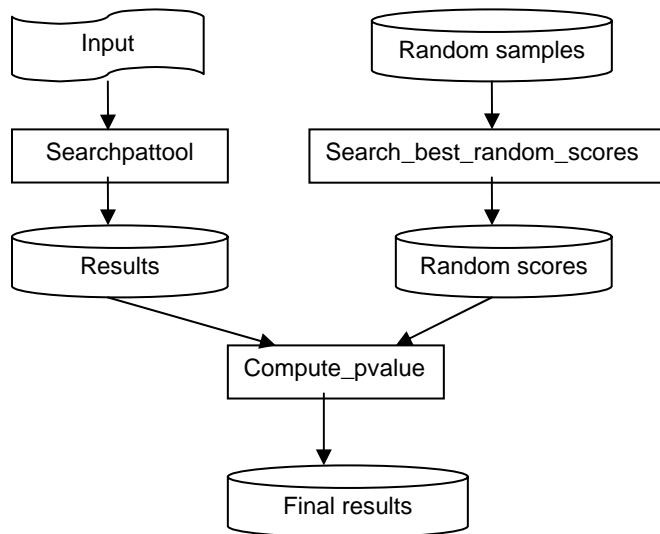 Input
Random samples
Searchpattool
Search_best_random_scores
Results
Random scores
Compute_pvalue
Final results